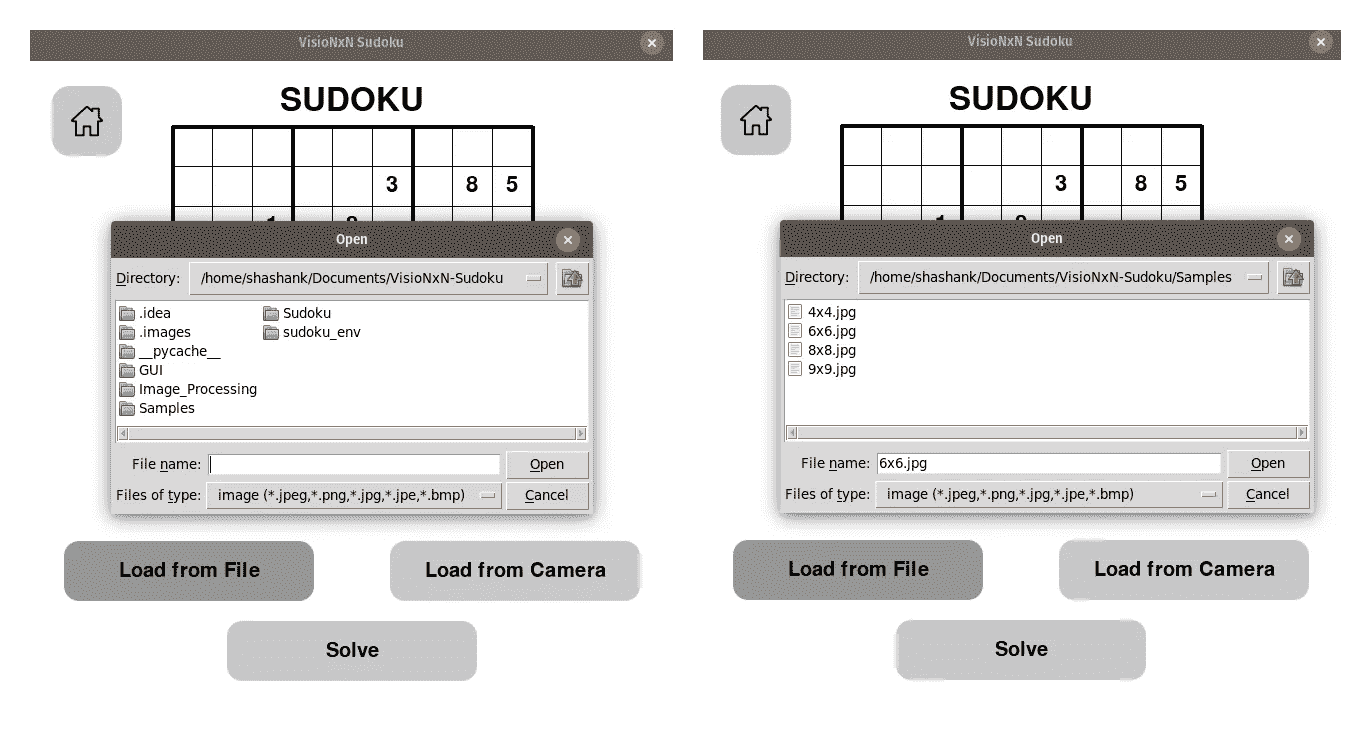 VisioNxN Sudoku
SUDOKU
3 8 5
Open
Directory: /home/shashank/Documents/VisioNxN-Sudoku
.idea Sudoku
.images sudoku_env
__pycache__
GUI
Image_Processing
Samples
File name:
Open
Files of type: image (*.jpeg,*.png,*.jpg,*.jpe,*.bmp)
Cancel
Load from File Load from Camera
Solve
VisioNxN Sudoku
SUDOKU
3 8 5
Open
Directory: /home/shashank/Documents/VisioNxN-Sudoku/Samples
4x4.jpg
6x6.jpg
8x8.jpg
9x9.jpg
File name: 6x6.jpg
Open
Files of type: image (*.jpeg,*.png,*.jpg,*.jpe,*.bmp)
Cancel
Load from File Load from Camera
Solve